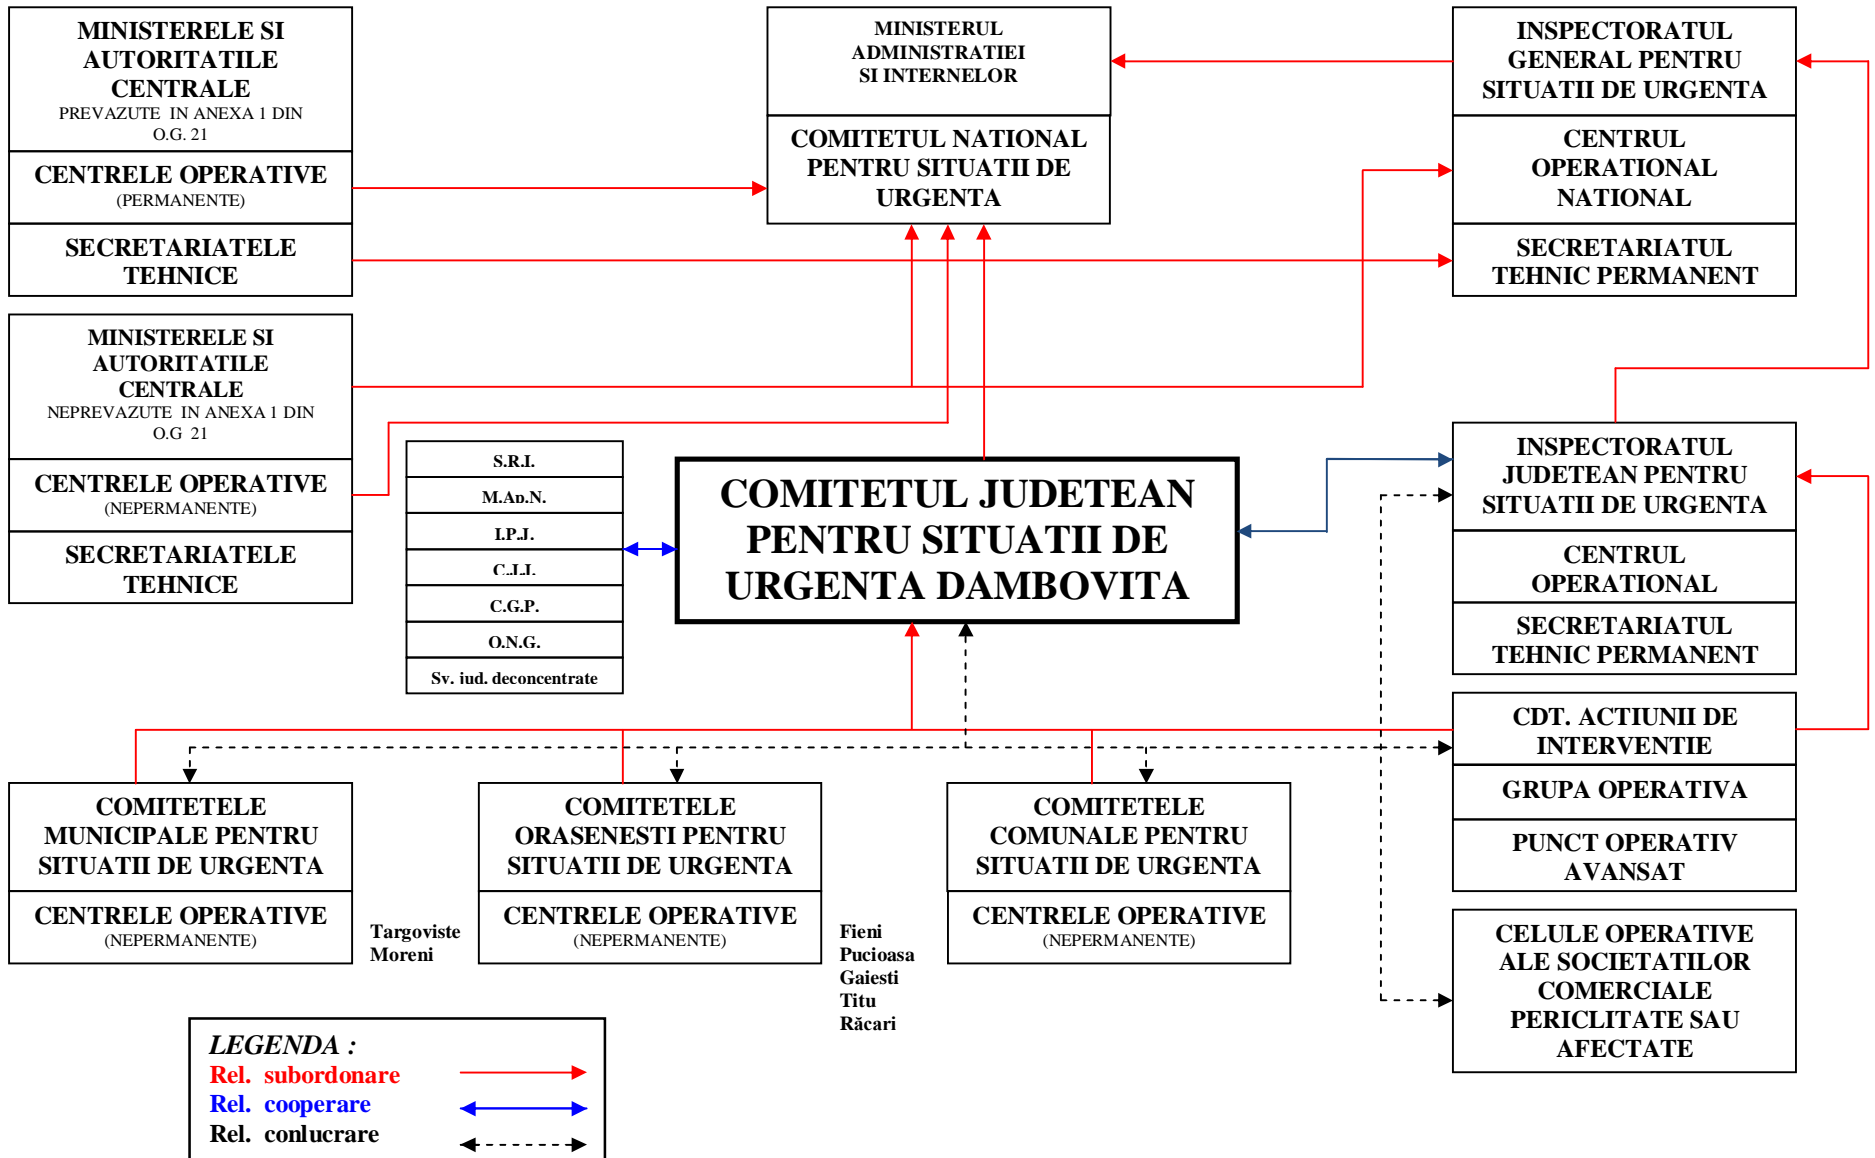 MINISTERELE SI
AUTORITATILE
CENTRALE
PREVAZUTE IN ANEXA 1 DIN
O.G. 21
CENTRELE OPERATIVE
(PERMANENTE)
SECRETARIATELE
TEHNICE
MINISTERUL
ADMINISTRATIEI
SI INTERNELOR
COMITETUL NATIONAL
PENTRU SITUATII DE
URGENTA
INSPECTORATUL
GENERAL PENTRU
SITUATII DE URGENTA
CENTRUL
OPERATIONAL
NATIONAL
SECRETARIATUL
TEHNIC PERMANENT
MINISTERELE SI
AUTORITATILE
CENTRALE
NEPREVAZUTE IN ANEXA 1 DIN
O.G 21
CENTRELE OPERATIVE
(NEPERMANENTE)
SECRETARIATELE
TEHNICE
S.R.I.
M.Ap.N.
I.P.J.
C.J.I.
C.G.P.
O.N.G.
Sv. jud. deconcentrate
COMITETUL JUDETEAN
PENTRU SITUATII DE
URGENTA DAMBOVITA
INSPECTORATUL
JUDETEAN PENTRU
SITUATII DE URGENTA
CENTRUL
OPERATIONAL
SECRETARIATUL
TEHNIC PERMANENT
CDT. ACTIUNII DE
INTERVENTIE
GRUPA OPERATIVA
PUNCT OPERATIV
AVANSAT
COMITETELE
MUNICIPALE PENTRU
SITUATII DE URGENTA
CENTRELE OPERATIVE
(NEPERMANENTE)
Targoviste
Moreni
COMITETELE
ORASENESTI PENTRU
SITUATII DE URGENTA
CENTRELE OPERATIVE
(NEPERMANENTE)
Fieni
Pucioasa
Gaiesti
Titu
Răcari
COMITETELE
COMUNALE PENTRU
SITUATII DE URGENTA
CENTRELE OPERATIVE
(NEPERMANENTE)
CELULE OPERATIVE
ALE SOCIETATILOR
COMERCIALE
PERICLITATE SAU
AFECTATE
LEGENDA :
Rel. subordonare
Rel. cooperare
Rel. conlucrare